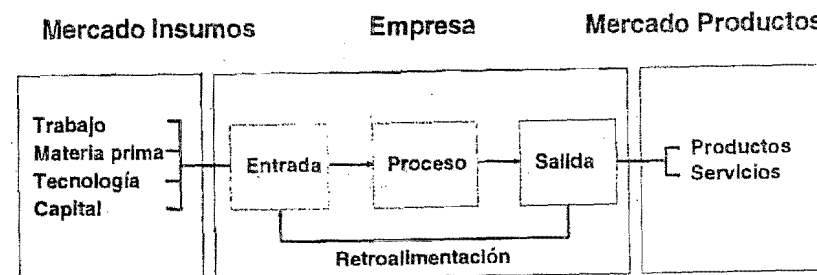 Mercado Insumos Empresa Mercado Productos
Trabajo
Materia prima
Tecnología
Capital
Entrada
Proceso
Salida
Productos
Servicios
Retroalimentación